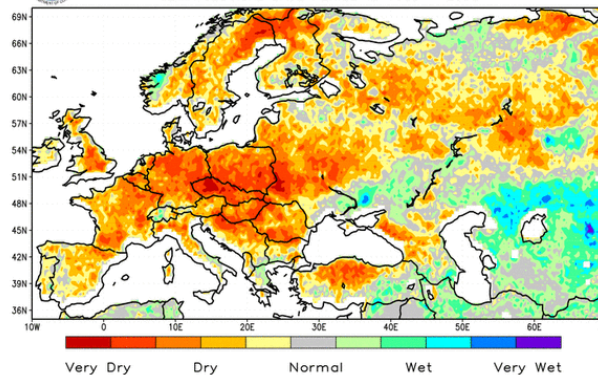 69N
66N
63N
60N
57N
54N
51N
48N
45N
42N
39N
36N
10W 0 10E 20E 30E 40E 50E 60E
Very Dry Dry Normal Wet Very Wet